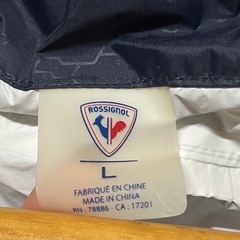 ROSSIGNOL
L
FABRIQUÉ EN CHINE
MADE IN CHINA
RN : 78886 - CA : 17201